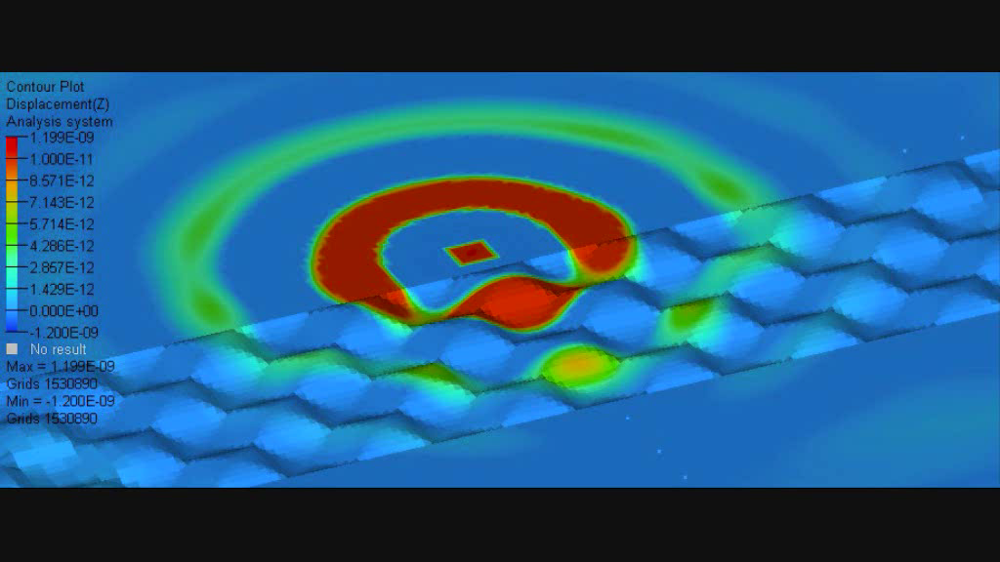 Contour Plot
Displacement(Z)
Analysis system
1.199E-09
1.000E-11
8.571E-12
7.143E-12
5.714E-12
4.286E-12
2.857E-12
1.429E-12
0.000E+00
-1.200E-09
No result
Max = 1.199E-09
Grids 1530890
Min = -1.200E-09
Grids 1530890